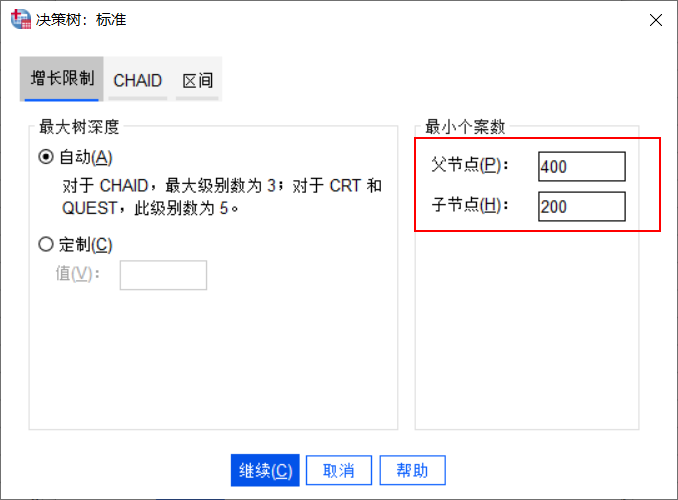 决策树：标准
增长限制 CHAID 区间
最大树深度
自动(A)
对于 CHAID，最大级别数为 3；对于 CRT 和
QUEST，此级别数为 5。
定制(C)
值(V)：
最小个案数
父节点(P)： 400
子节点(H)： 200
继续(C) 取消 帮助